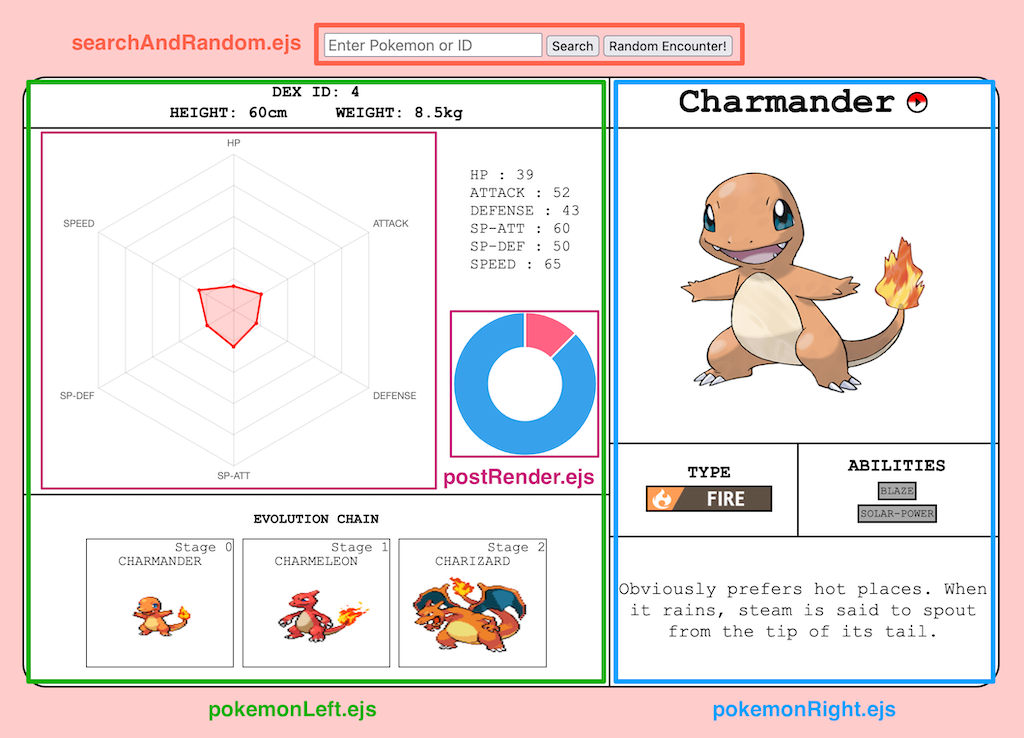 searchAndRandom.ejs
Enter Pokemon or ID
Search
Random Encounter!
DEX ID: 4
HEIGHT: 60cm WEIGHT: 8.5kg
HP
SPEED
ATTACK
SP-DEF
DEFENSE
SP-ATT
HP : 39
ATTACK : 52
DEFENSE : 43
SP-ATT : 60
SP-DEF : 50
SPEED : 65
postRender.ejs
EVOLUTION CHAIN
Stage 0
CHARMANDER
Stage 1
CHARMELEON
Stage 2
CHARIZARD
pokemonLeft.ejs
Charmander
TYPE
FIRE
ABILITIES
BLAZE
SOLAR-POWER
Obviously prefers hot places. When
it rains, steam is said to spout
from the tip of its tail.
pokemonRight.ejs